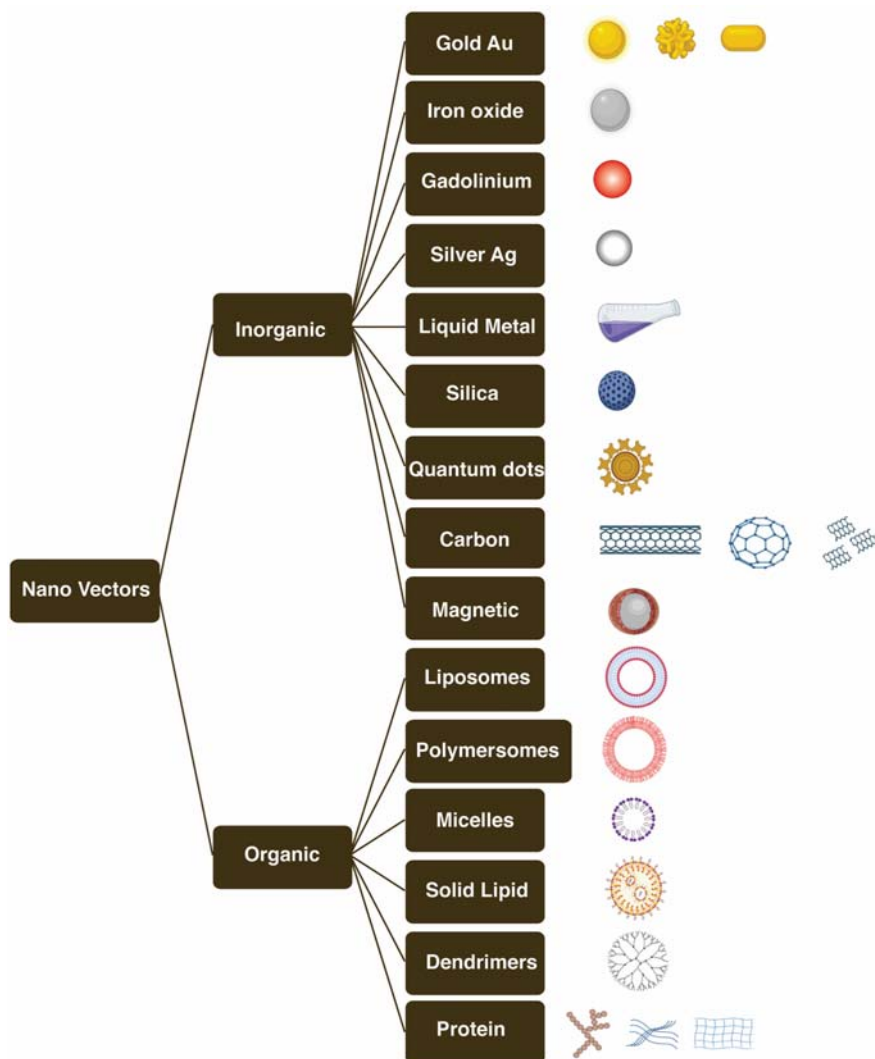 Gold Au
Iron oxide
Gadolinium
Silver Ag
Inorganic
Liquid Metal
Silica
Quantum dots
Carbon
Nano Vectors
Magnetic
Liposomes
Polymersomes
Micelles
Organic
Solid Lipid
Dendrimers
Protein